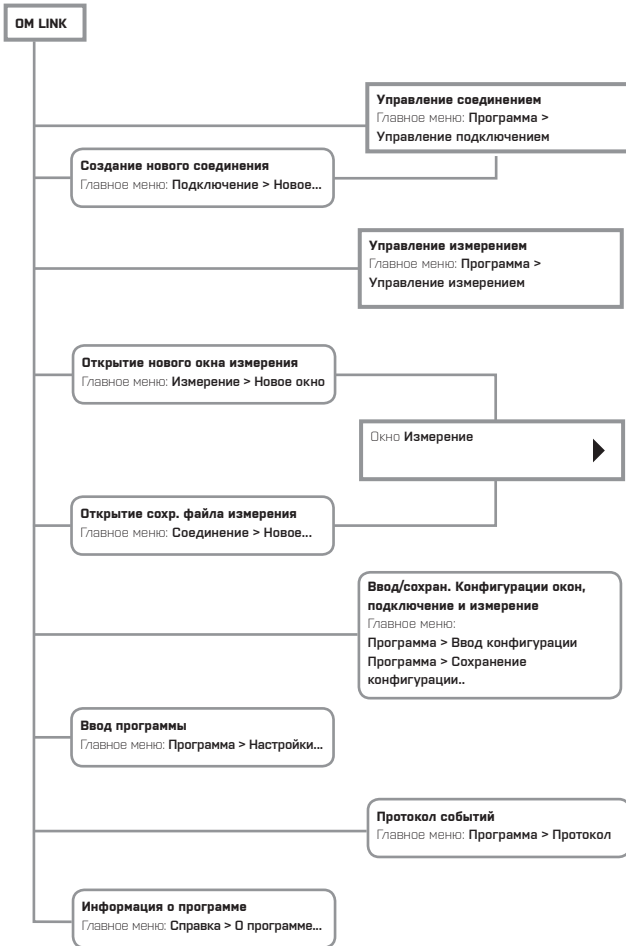 OM LINK
Управление соединением
Главное меню: Программа >
Управление подключением
Создание нового соединения
Главное меню: Подключение > Новое...
Управление измерением
Главное меню: Программа >
Управление измерением
Открытие нового окна измерения
Главное меню: Измерение > Новое окно
Окно Измерение
Открытие сохр. файла измерения
Главное меню: Соединение > Новое...
Ввод/сохран. Конфигурации окон,
подключение и измерение
Главное меню:
Программа > Ввод конфигурации
Программа > Сохранение
конфигурации..
Ввод программы
Главное меню: Программа > Настройки...
Протокол событий
Главное меню: Программа > Протокол
Информация о программе
Главное меню: Справка > О программе...